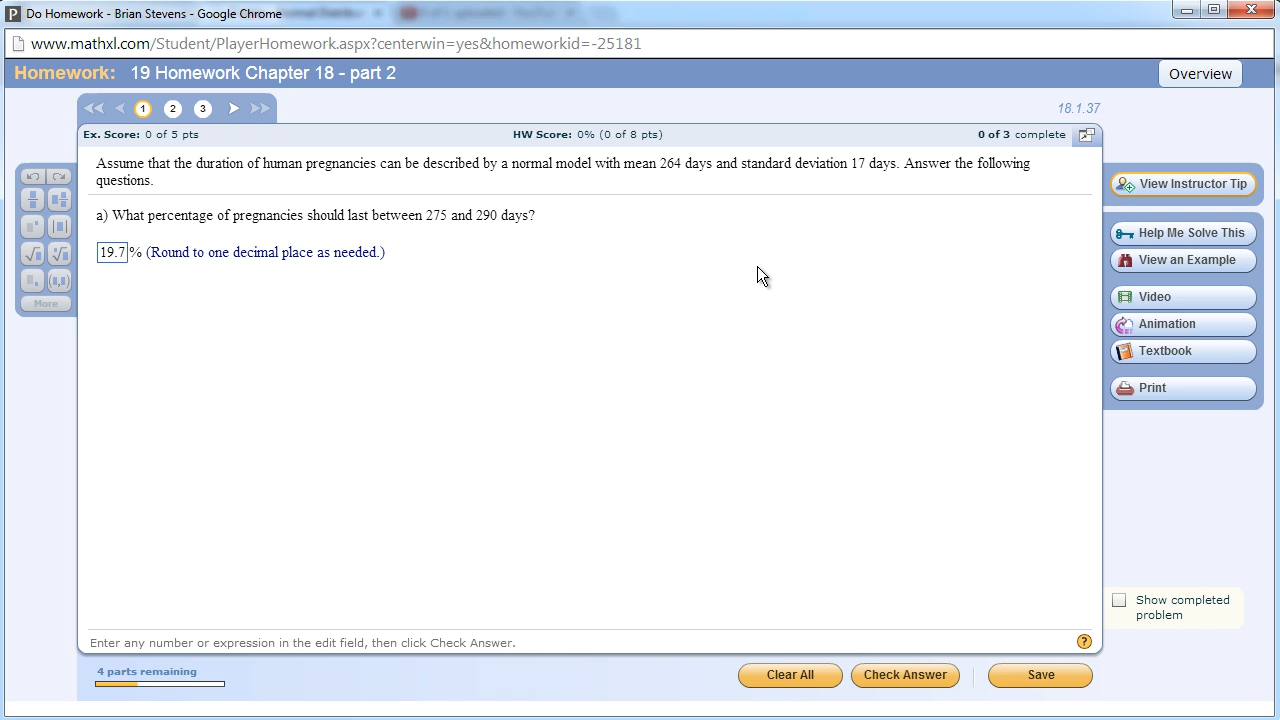 Do Homework - Brian Stevens - Google Chrome
www.mathxl.com/Student/PlayerHomework.aspx?centerwin=yes&homeworkid=-25181
Homework: 19 Homework Chapter 18 - part 2
Overview
1 2 3
18.1.37
Ex. Score: 0 of 5 pts
HW Score: 0% (0 of 8 pts)
0 of 3 complete
Assume that the duration of human pregnancies can be described by a normal model with mean 264 days and standard deviation 17 days. Answer the following
questions.
a) What percentage of pregnancies should last between 275 and 290 days?
19.7 % (Round to one decimal place as needed.)
More
View Instructor Tip
Help Me Solve This
View an Example
Video
Animation
Textbook
Print
Show completed
problem
Enter any number or expression in the edit field, then click Check Answer.
?
4 parts remaining
Clear All
Check Answer
Save